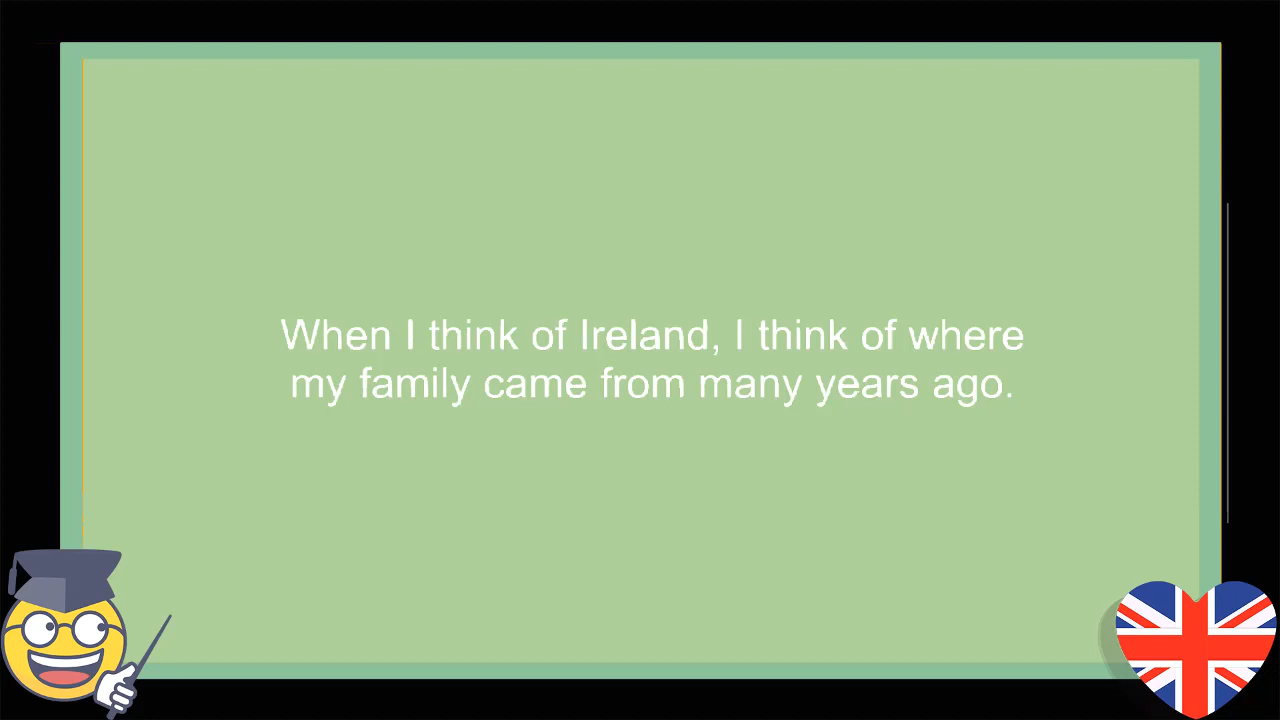 When I think of Ireland, I think of where
my family came from many years ago.